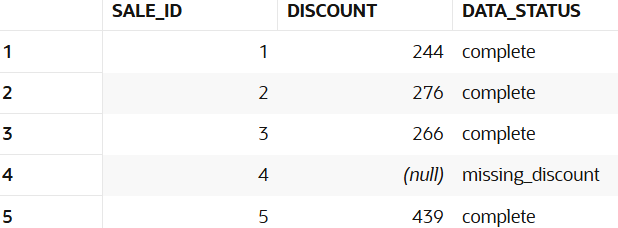 SALE_ID DISCOUNT DATA_STATUS
1 1 244 complete
2 2 276 complete
3 3 266 complete
4 4 (null) missing_discount
5 5 439 complete